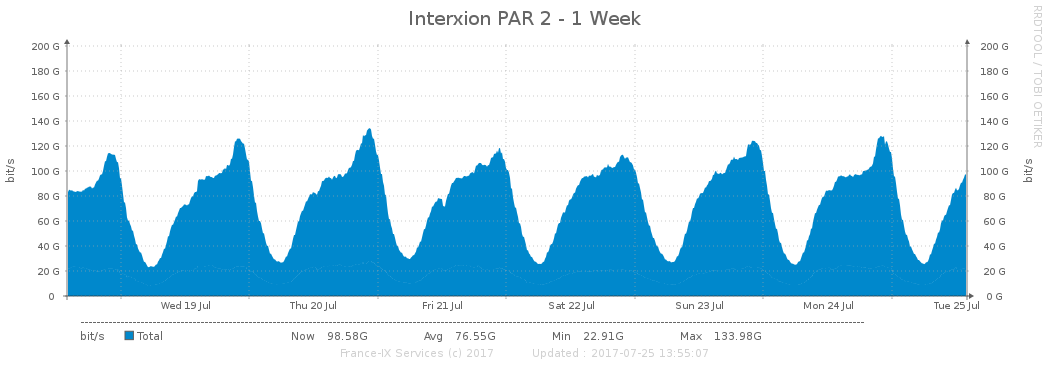 Interxion PAR 2 - 1 Week
RRDTOOL / TOBI OETIKER
bit/s
200 G 200 G
180 G 180 G
160 G 160 G
140 G 140 G
120 G 120 G
100 G 100 G
80 G 80 G
60 G 60 G
40 G 40 G
20 G 20 G
0 0 G
bit/s
Wed 19 Jul Thu 20 Jul Fri 21 Jul Sat 22 Jul Sun 23 Jul Mon 24 Jul Tue 25 Jul
bit/s Total Now 98.58G Avg 76.55G Min 22.91G Max 133.98G
France-IX Services (c) 2017 Updated : 2017-07-25 13:55:07